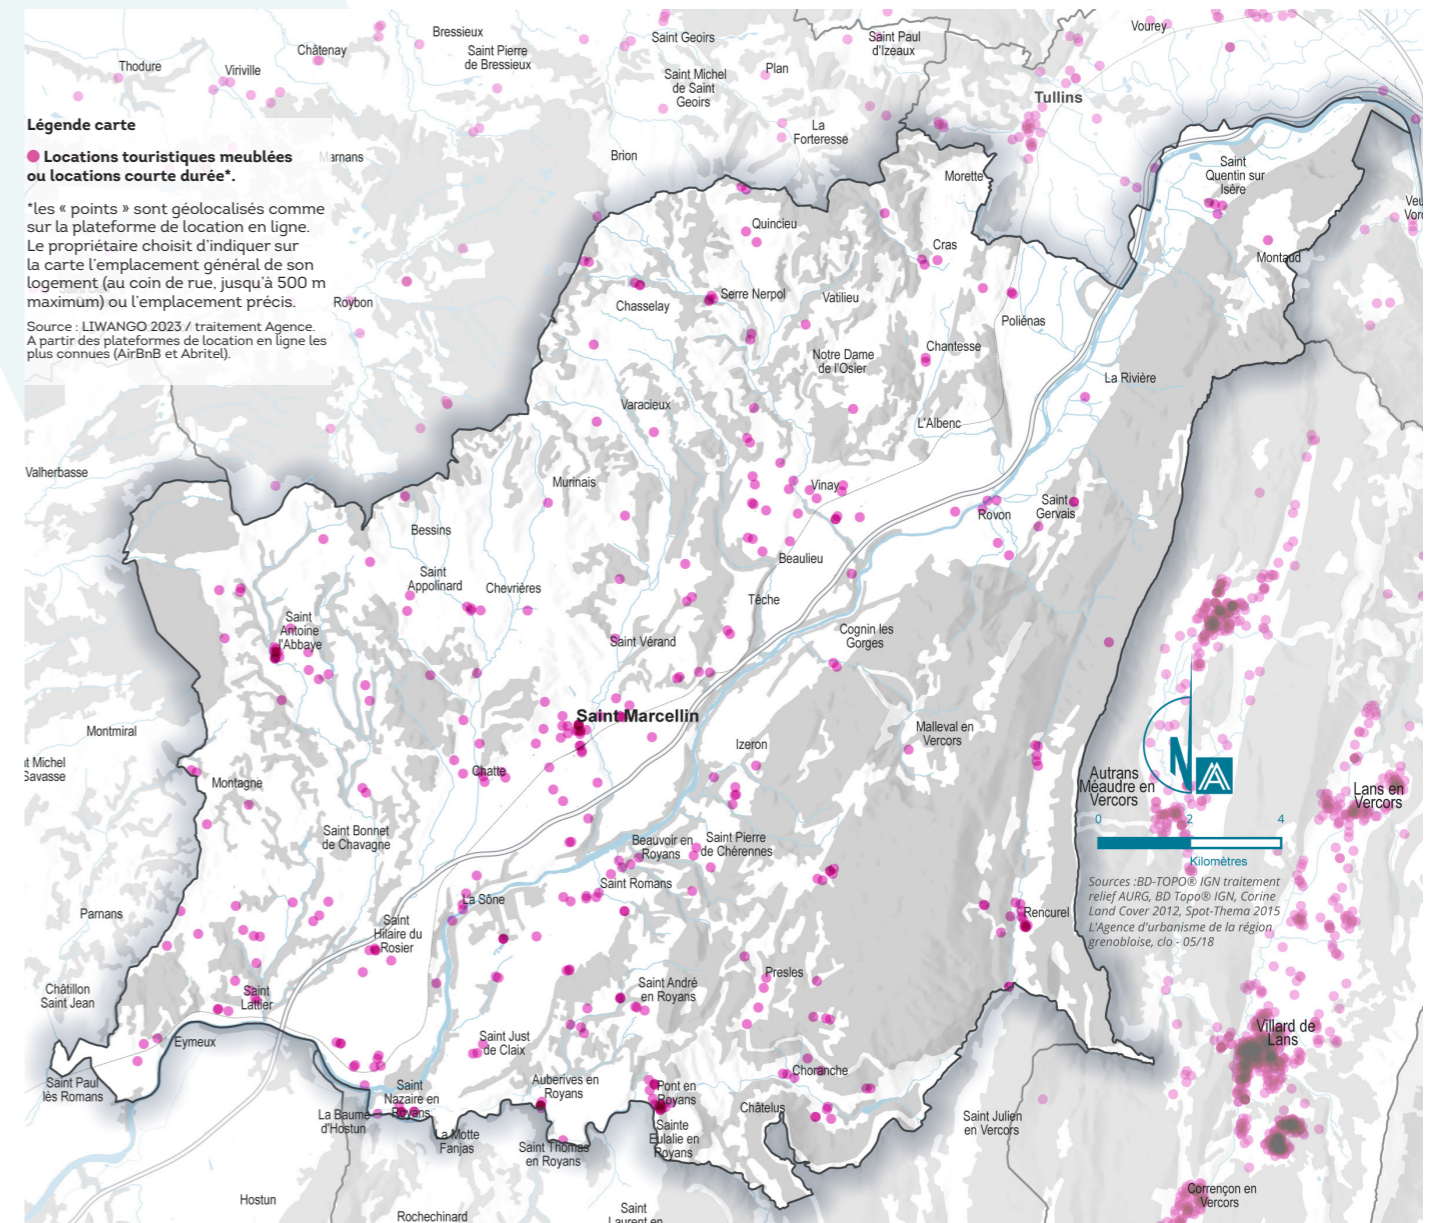 Légende carte
Locations touristiques meublées
ou locations courte durée*.
*les « points » sont géolocalisés comme
sur la plateforme de location en ligne.
Le propriétaire choisit d'indiquer sur
la carte l'emplacement général de son
logement (au coin de rue, jusqu'à 500 m
maximum) ou l'emplacement précis.
Source : LIWANGO 2023 / traitement Agence.
A partir des plateformes de location en ligne les
plus connues (AirBnB et Abritel).
Thodure
Viriville
Châtenay
Bressieux
Saint Pierre
de Bressieux
Saint Geoirs
Saint Michel
de Saint
Geoirs
Plan
Saint Paul
d'Izeaux
La
Forteresse
Vourey
Tullins
Marnans
Brion
Morette
Saint
Quentin sur
Isère
Montaud
Roybon
Quincieu
Cras
Chasselay
Serre Nerpol
Vatilieu
Poliénas
Notre Dame
de l'Osier
Chantesse
La Rivière
Varacieux
L'Albenc
Valherbasse
Murinais
Vinay
Rovon
Saint
Gervais
Bessins
Beaulieu
Saint
Appolinard
Chevrières
Têche
Saint
Antoine
l'Abbaye
Saint Vérand
Cognin les
Gorges
Saint Marcellin
Montmiral
Malleval en
Vercors
Izeron
Chatte
Montagne
Autrans
Méaudre en
Vercors
Lans en
Vercors
N
0
2
4
Kilomètres
Saint Bonnet
de Chavagne
Beauvoir en
Royans
Saint Pierre
de Chérennes
Saint Romans
La Sône
Parnans
Saint
Hilaire du
Rosier
Rencurel
Sources :BD-TOPO® IGN traitement
relief AURG, BD Topo® IGN, Corine
Land Cover 2012, Spot-Thema 2015
L'Agence d'urbanisme de la région
grenobloise, clo - 05/18
Châtillon
Saint Jean
Saint
Lattier
Saint André
en Royans
Presles
Villard de
Lans
Eymeux
Saint Just
de Claix
Choranche
Saint Paul
lès Romans
Saint
Nazaire en
Royans
Auberives en
Royans
Pont en
Royans
La Baume
d'Hostun
Châtelus
Saint Julien
en Vercors
La Motte
Fanjas
Saint Thomas
en Royans
Sainte
Eulalie en
Royans
Hostun
Rochechinard
Saint
Corrençon en
Vercors